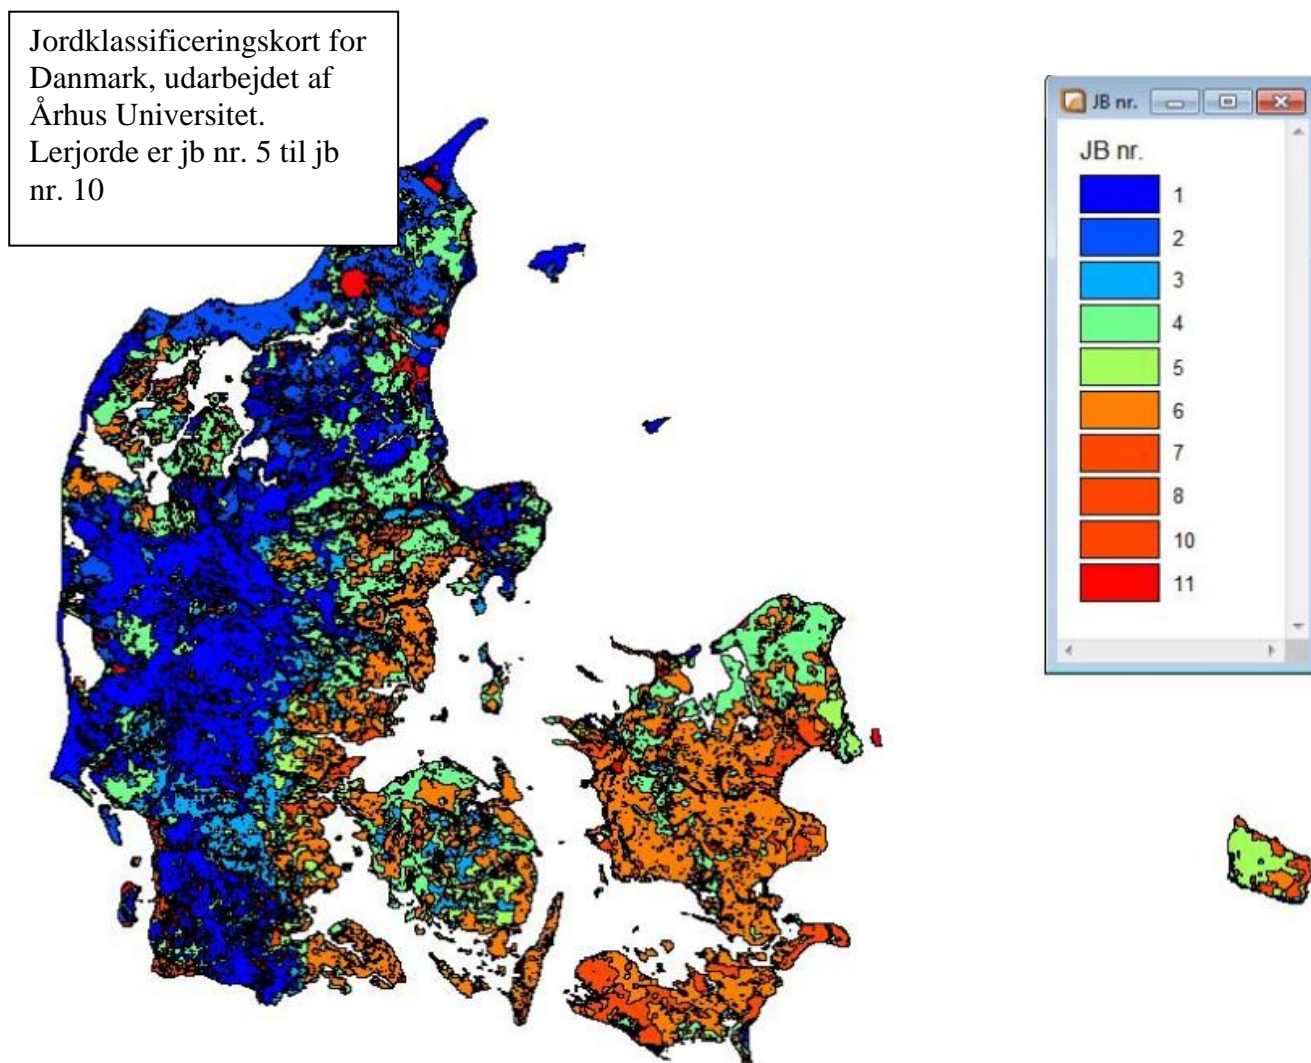 Jordklassificeringskort for
Danmark, udarbejdet af
Århus Universitet.
Lerjorde er jb nr. 5 til jb
nr. 10
JB nr.
JB nr.
1
2
3
4
5
6
7
8
10
11